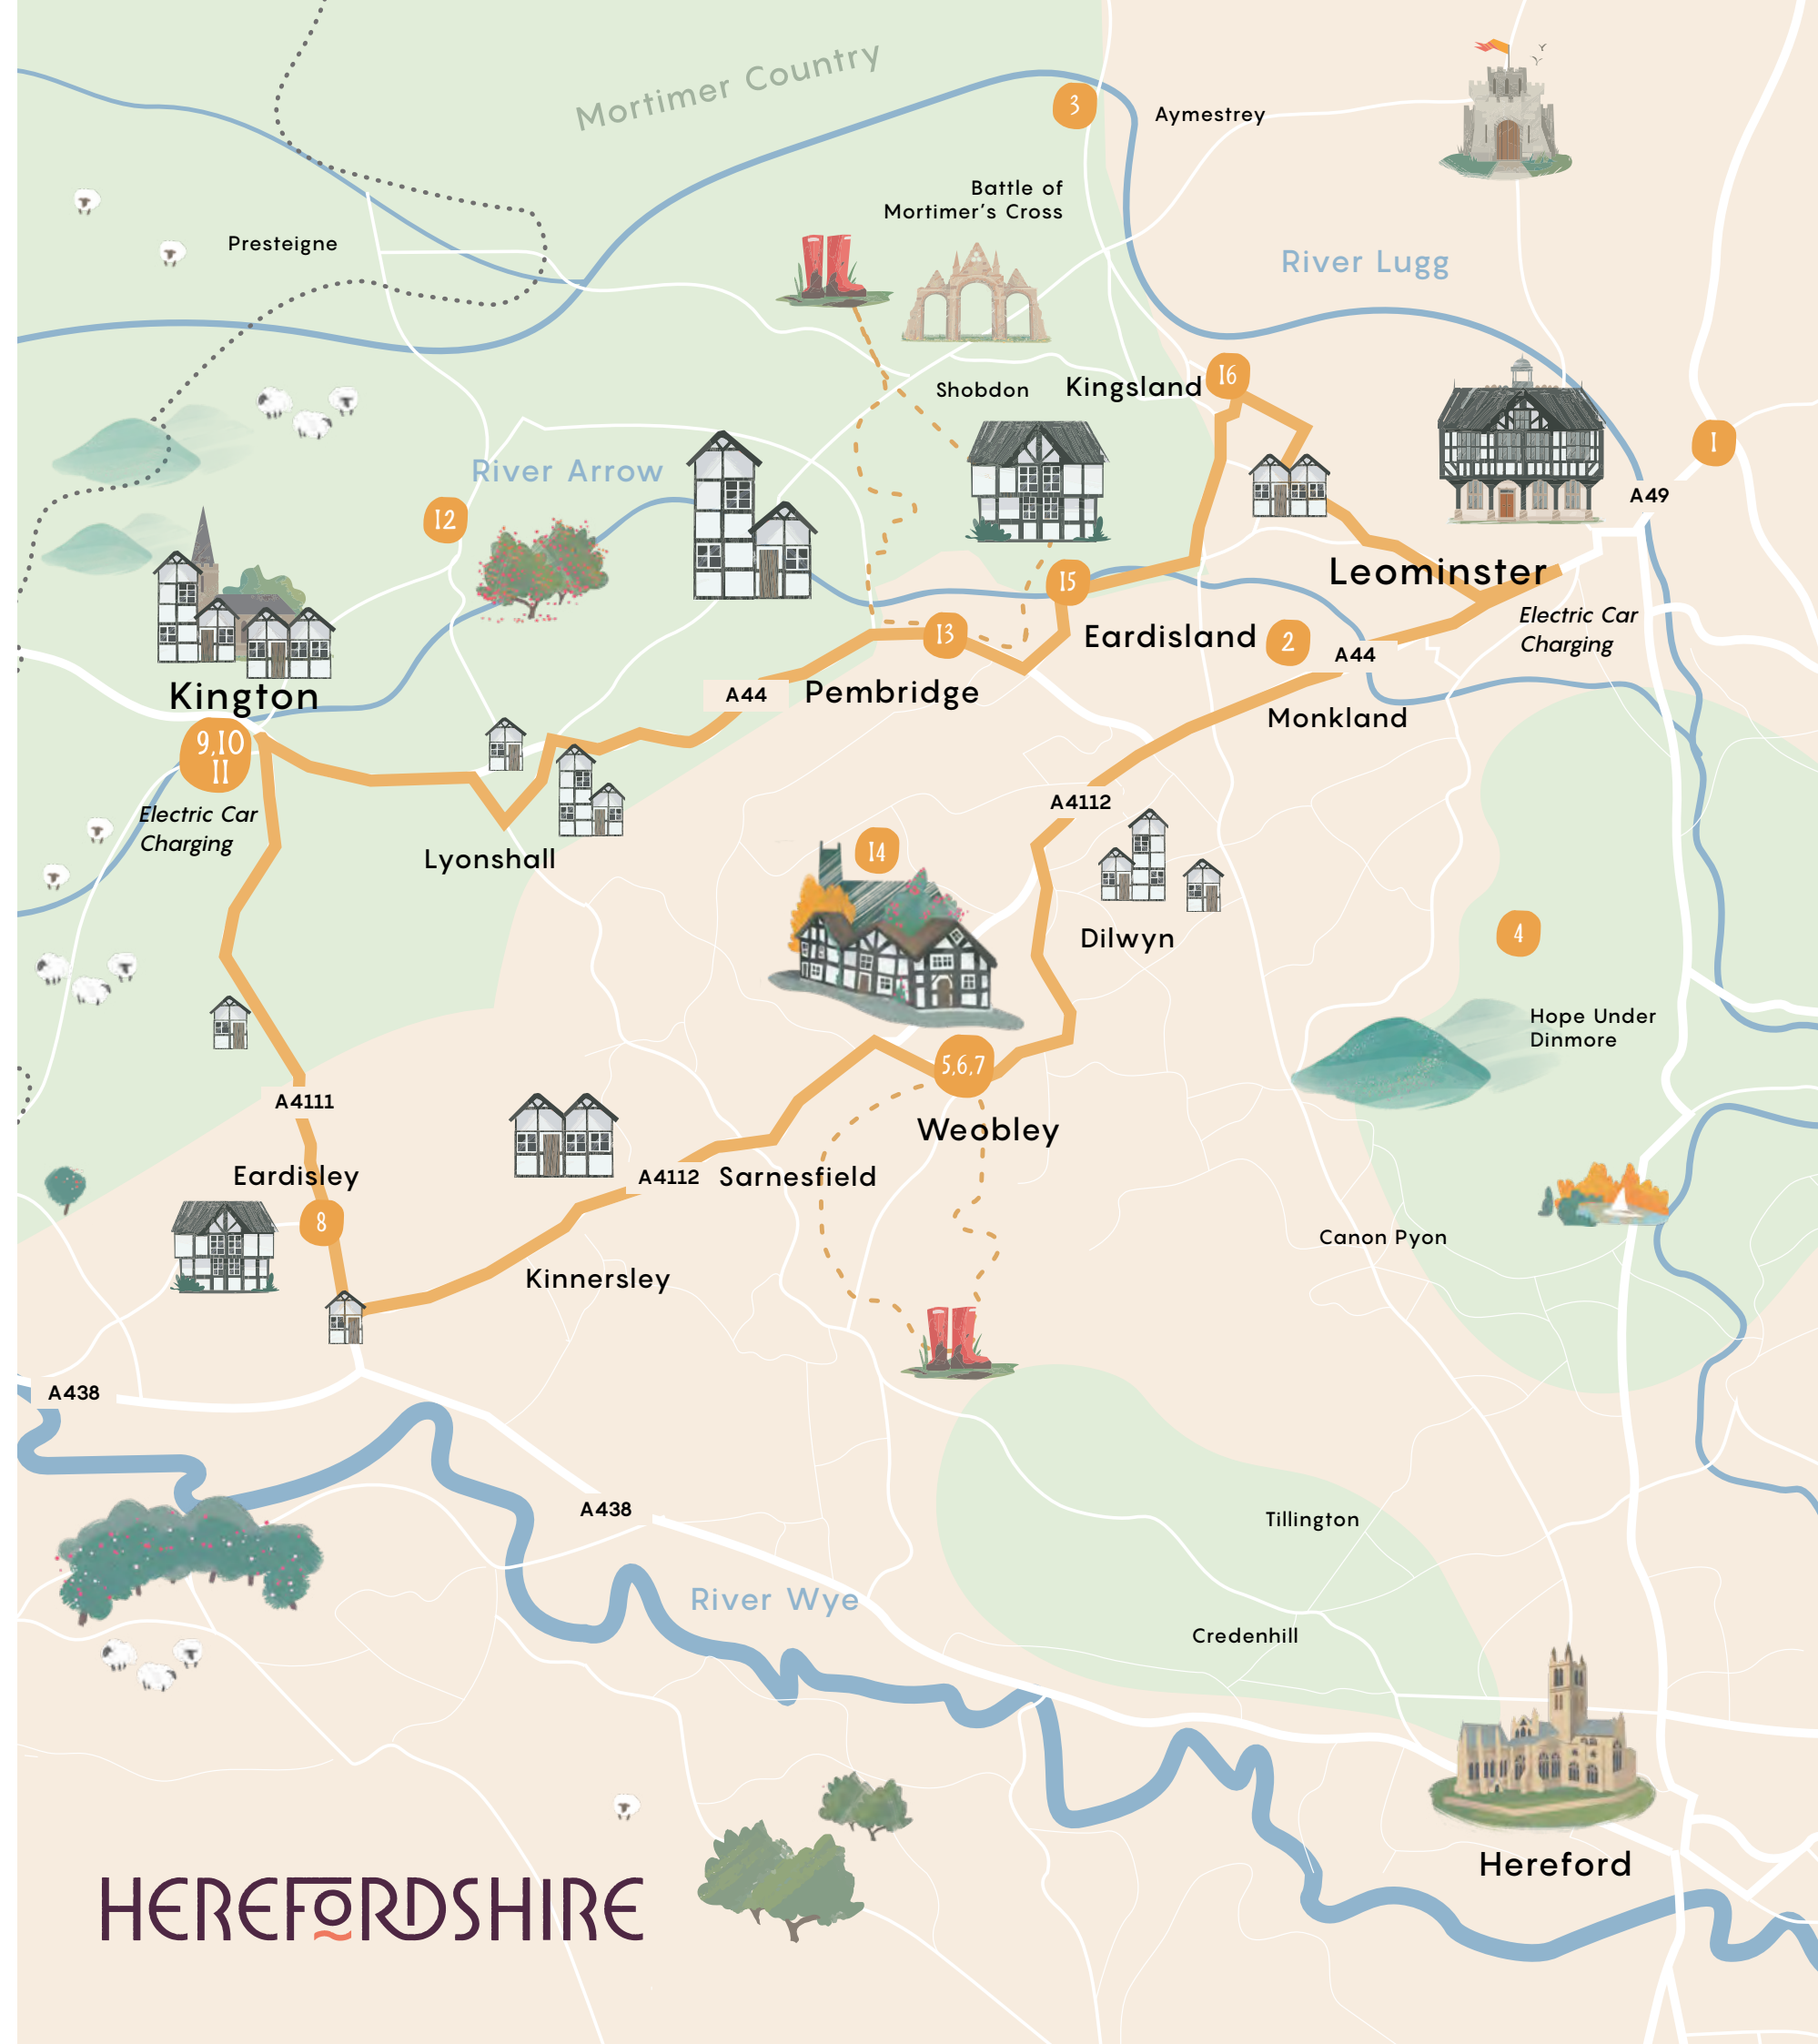 Mortimer Country
3
Aymestrey
Battle of
Mortimer's Cross
Presteigne
River Lugg
Shobdon
Kingsland
16
1
River Arrow
A49
12
Leominster
15
Electric Car
Charging
13
Eardisland
2
A44
Kington
A44
Pembridge
Monkland
9,10
11
A4112
Electric Car
Charging
Lyonshall
14
Dilwyn
4
Hope Under
Dinmore
5,6,7
A4111
Weobley
Eardisley
A4112
Sarnesfield
8
Canon Pyon
Kinnersley
A438
A438
Tillington
River Wye
Credenhill
Hereford
HEREFORDSHIRE